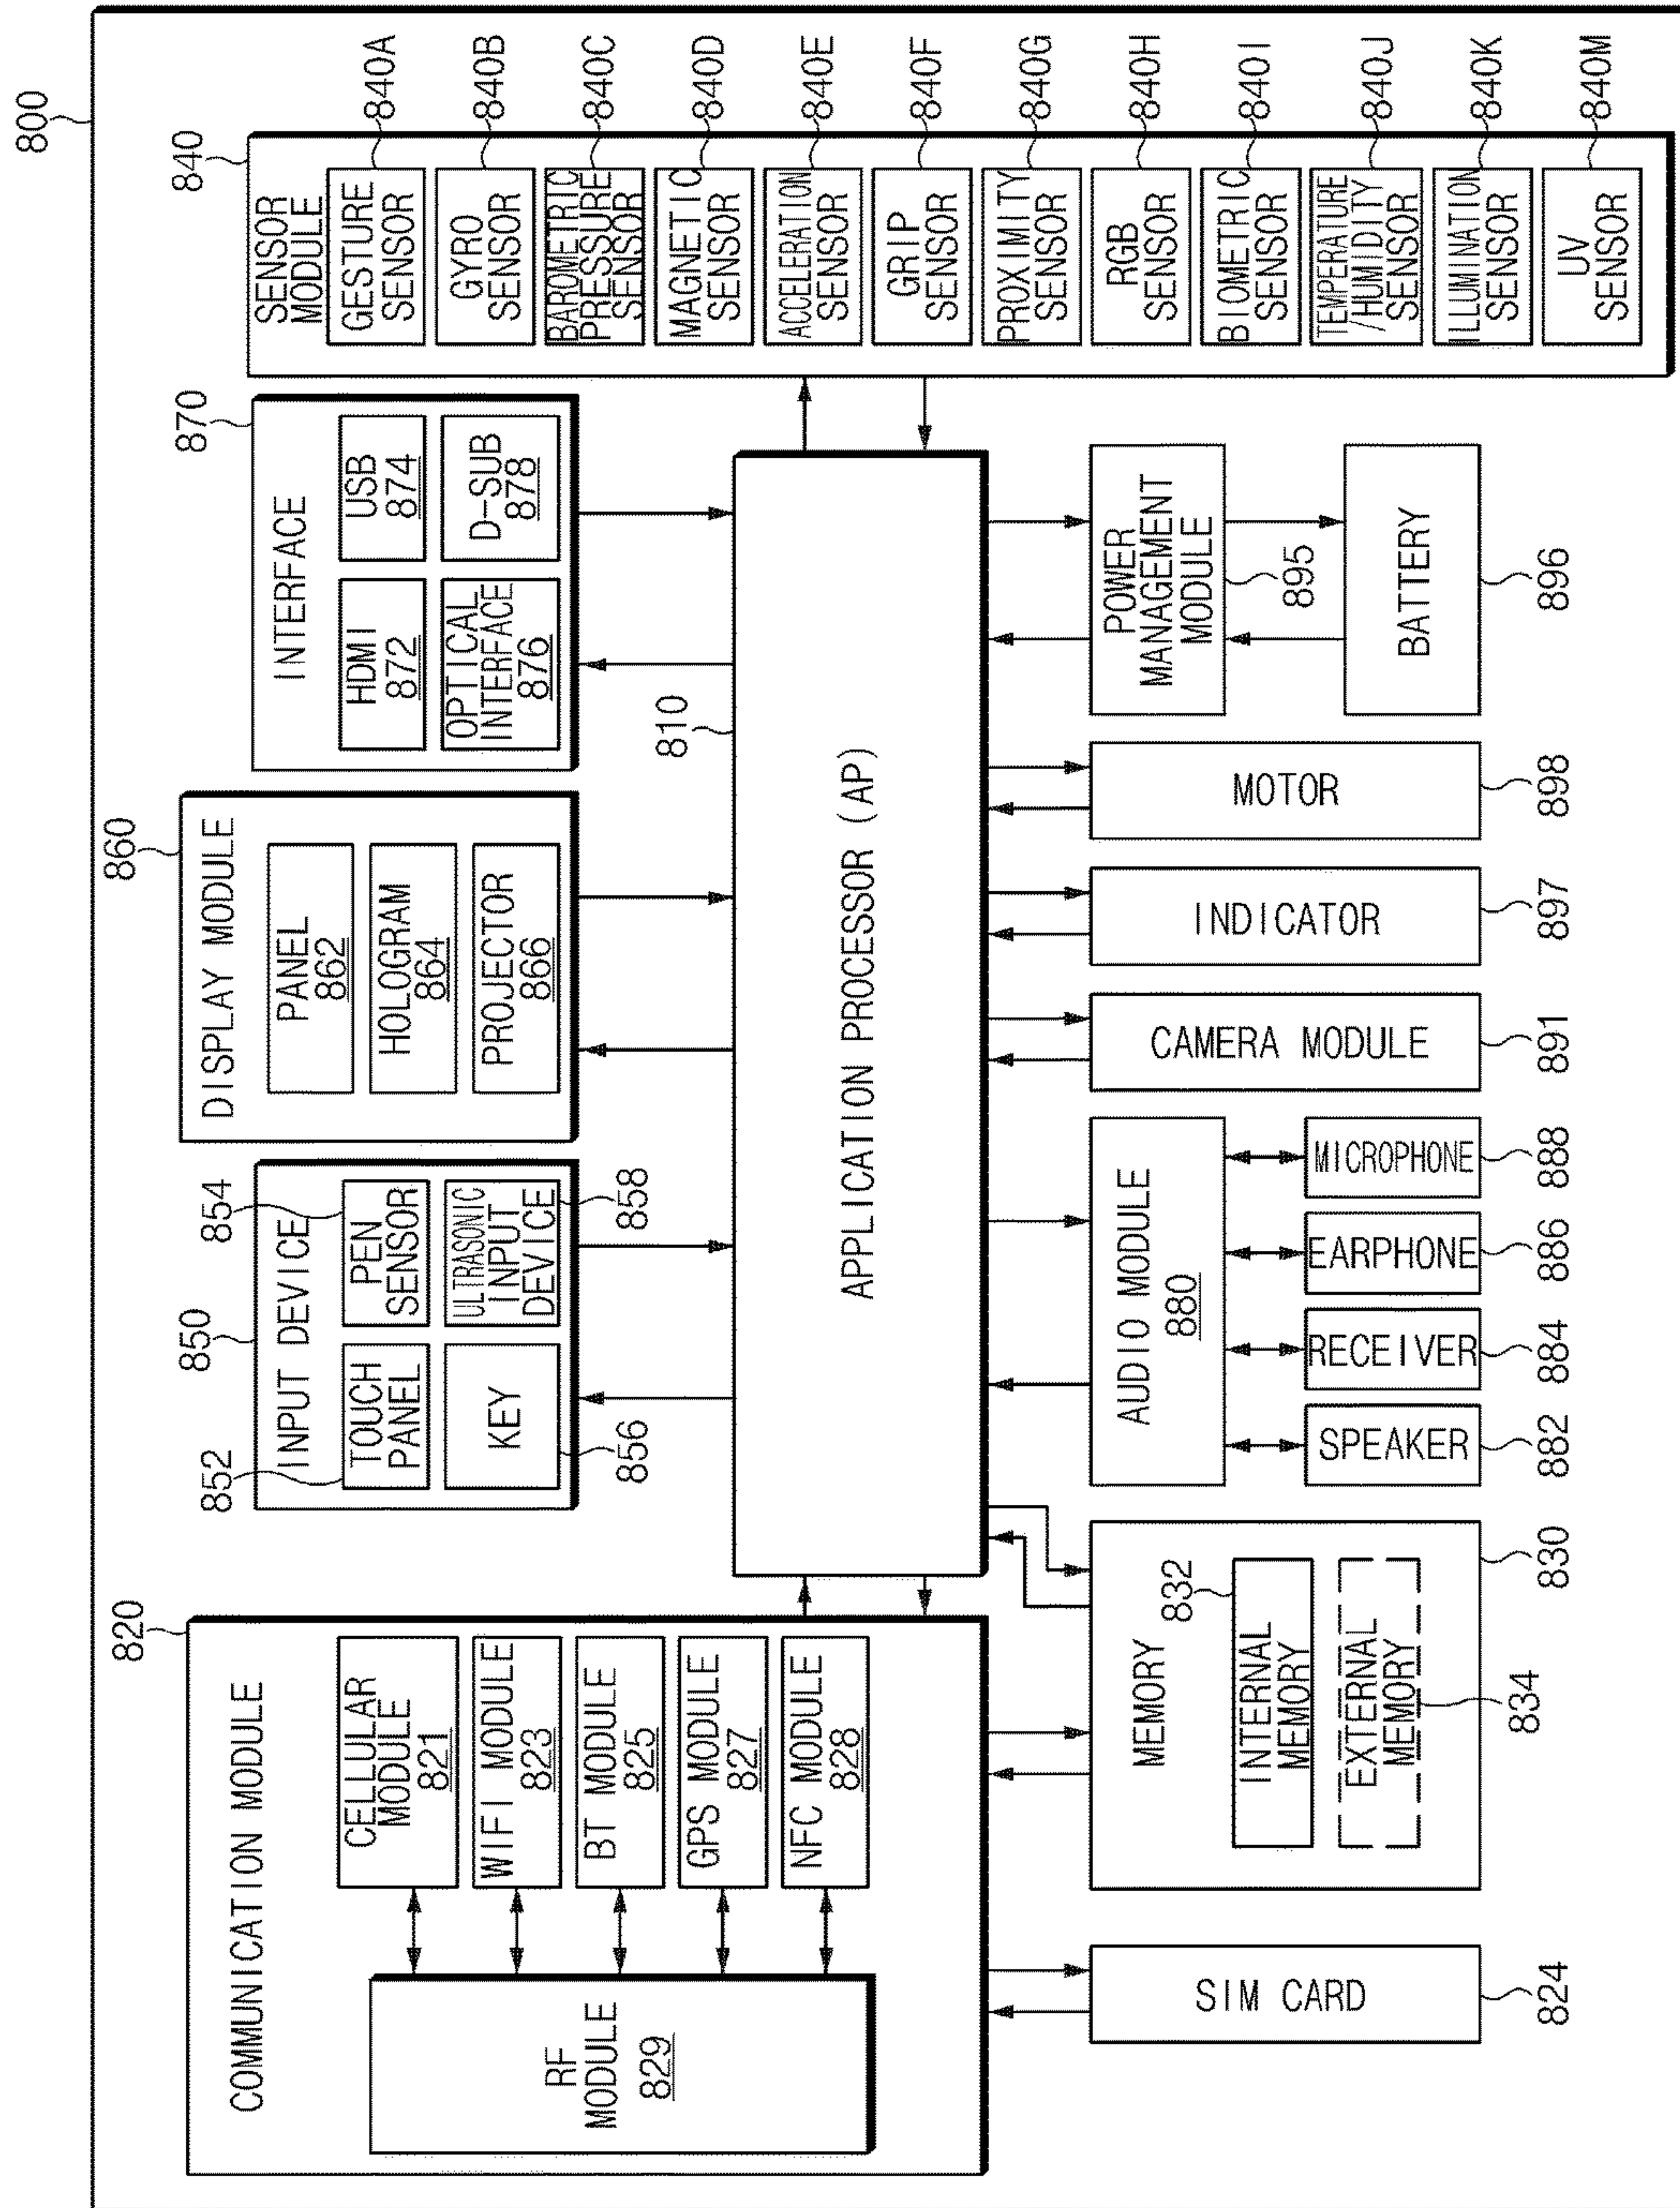 800
COMMUNICATION MODULE
820
RF
MODULE
829
CELLULAR
MODULE
821
WIFI MODULE
823
BT MODULE
825
GPS MODULE
827
NFC MODULE
828
850
INPUT DEVICE
852
TOUCH
PANEL
854
PEN
SENSOR
KEY
856
ULTRASONIC
INPUT
DEVICE
858
860
DISPLAY MODULE
PANEL
862
HOLOGRAM
864
PROJECTOR
866
870
INTERFACE
HDMI
872
USB
874
OPTICAL
INTERFACE
876
D-SUB
878
840
SENSOR
MODULE
GESTURE
SENSOR
840A
GYRO
SENSOR
840B
BAROMETRIC
PRESSURE
SENSOR
840C
MAGNETIC
SENSOR
840D
ACCELERATION
SENSOR
840E
GRIP
SENSOR
840F
PROXIMITY
SENSOR
840G
RGB
SENSOR
840H
BIOMETRIC
SENSOR
840I
TEMPERATURE
/HUMIDITY
SENSOR
840J
ILLUMINATION
SENSOR
840K
UV
SENSOR
840M
810
APPLICATION PROCESSOR (AP)
SIM CARD
824
MEMORY
832
INTERNAL
MEMORY
EXTERNAL
MEMORY
834
830
AUDIO MODULE
880
SPEAKER
882
RECEIVER
884
EARPHONE
886
MICROPHONE
888
CAMERA MODULE
891
INDICATOR
897
MOTOR
898
POWER
MANAGEMENT
MODULE
895
BATTERY
896